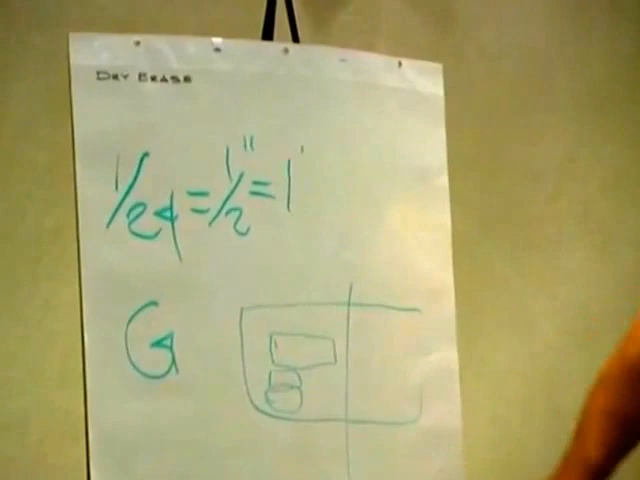 DRY ERASE
1/24 = 1/2" = 1'
G